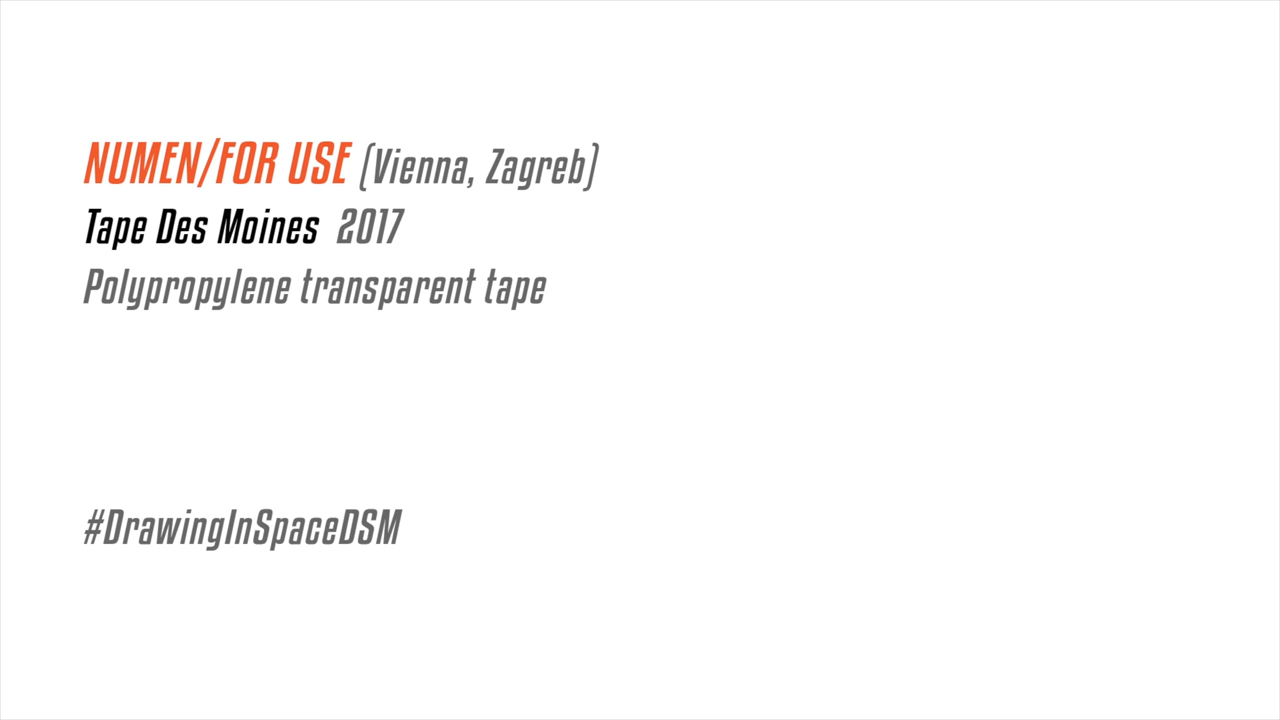 NUMEN/FOR USE (Vienna, Zagreb)
Tape Des Moines 2017
Polypropylene transparent tape
#DrawingInSpaceDSM